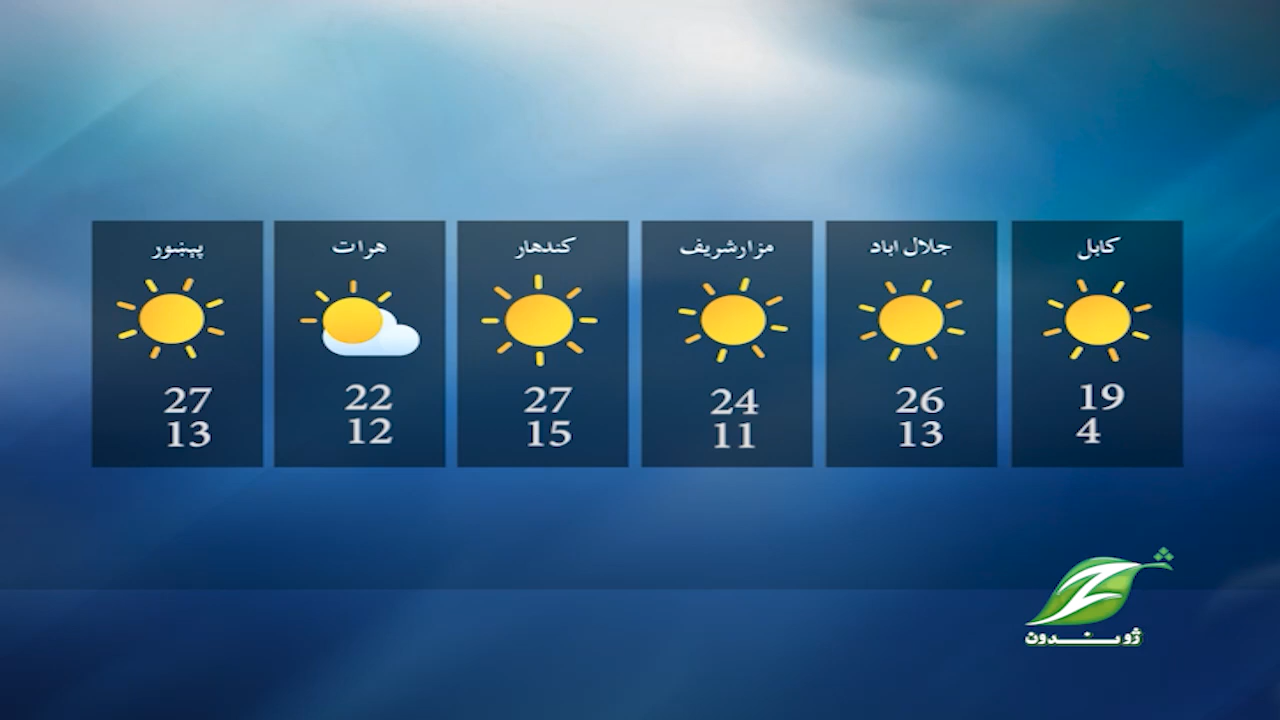 کابل
19
4
جلال اباد
26
13
مزارشریف
24
11
کندهار
27
15
هرات
22
12
پېښور
27
13
ژوندون